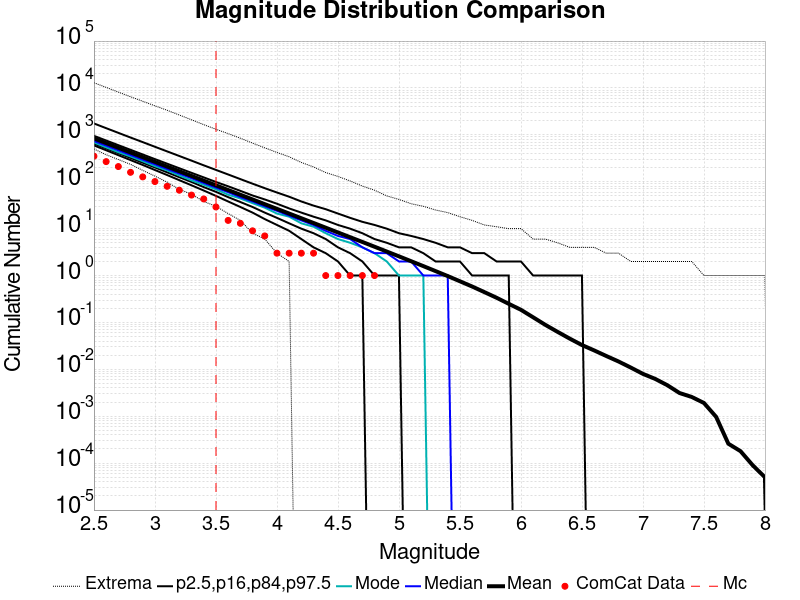 Magnitude Distribution Comparison
10^5
10^4
10^3
10^2
10^1
10^0
10^-1
10^-2
10^-3
10^-4
10^-5
Cumulative Number
2.5 3 3.5 4 4.5 5 5.5 6 6.5 7 7.5 8
Magnitude
Extrema p2.5,p16,p84,p97.5 Mode Median Mean ComCat Data Mc